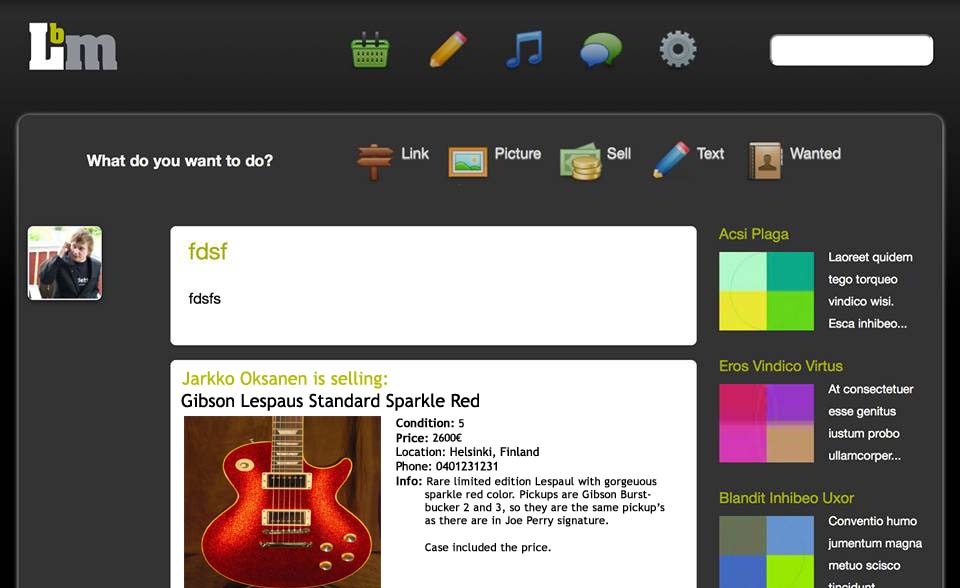 Lbm
What do you want to do?
Link
Picture
Sell
Text
Wanted
fdsf
fdsfs
Jarkko Oksanen is selling:
Gibson Lespaus Standard Sparkle Red
Condition: 5
Price: 2600€
Location: Helsinki, Finland
Phone: 0401231231
Info: Rare limited edition Lespaul with gorgeuous
sparkle red color. Pickups are Gibson Burst-
bucker 2 and 3, so they are the same pickup's
as there are in Joe Perry signature.
Case included the price.
Acsi Plaga
Laoreet quidem
tego torqueo
vindico wisi.
Esca inhibeo...
Eros Vindico Virtus
At consectetuer
esse genitus
iustum probo
ullamcorper...
Blandit Inhibeo Uxor
Conventio humo
jumentum magna
metuo scisco
tincidunt